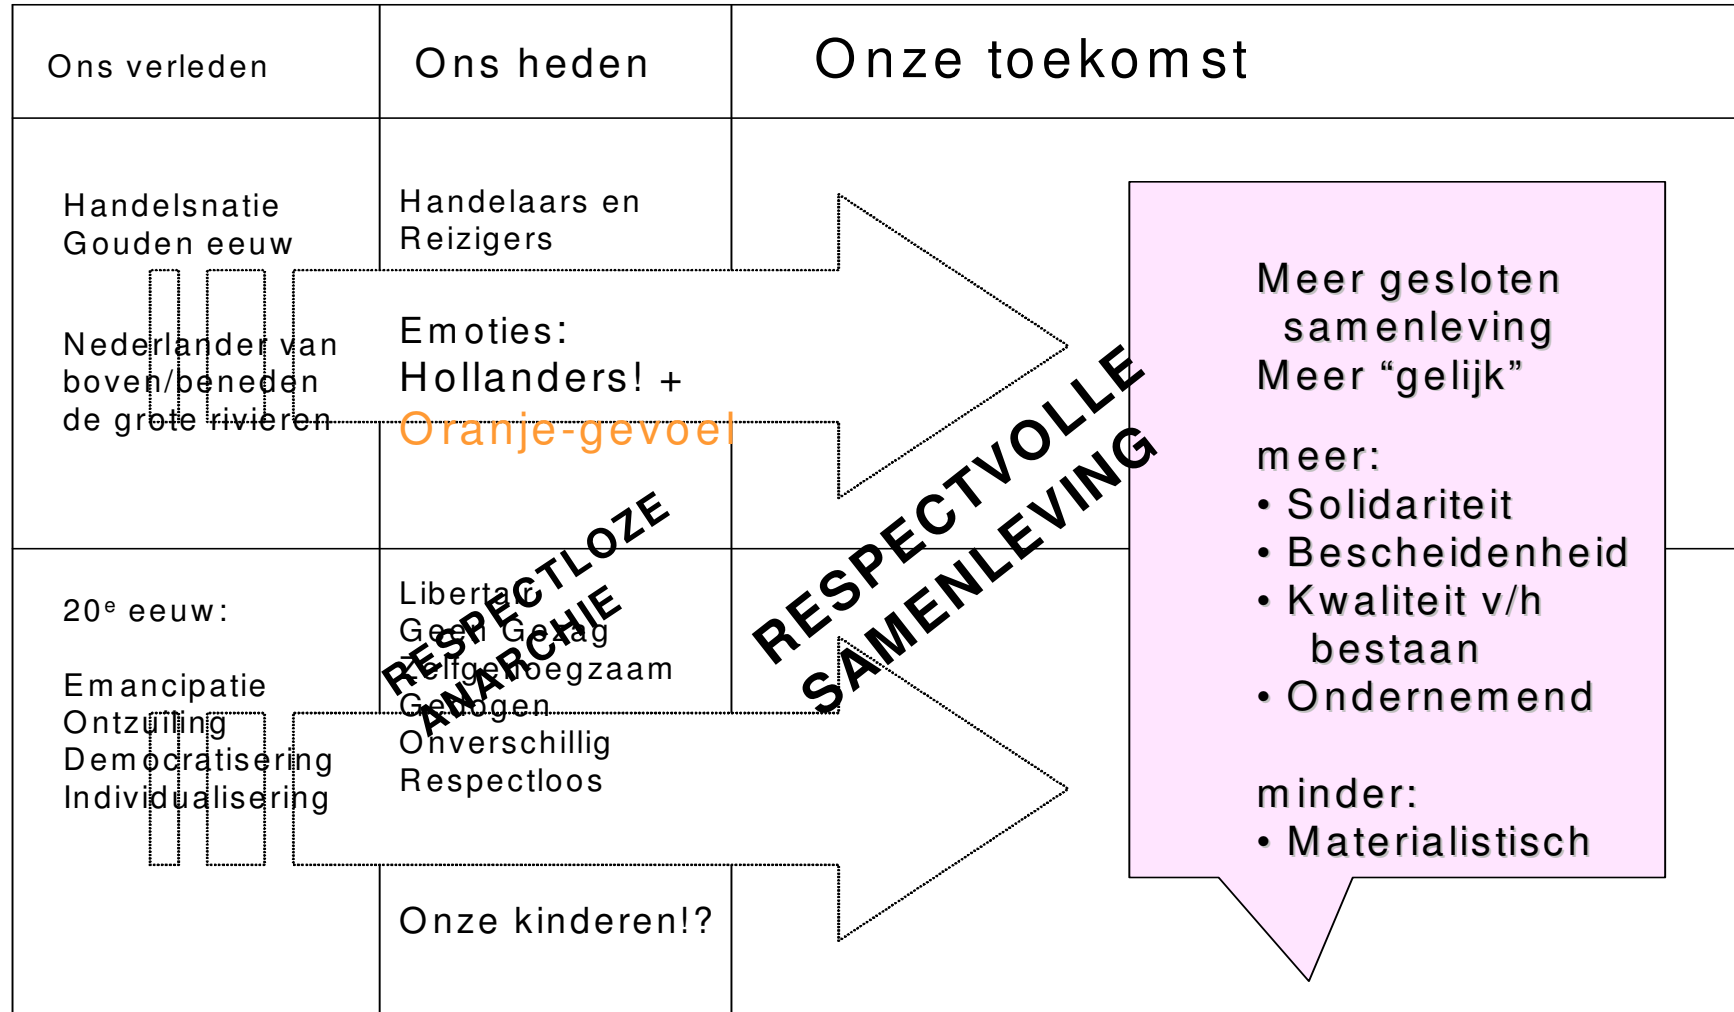 Ons verleden
Ons heden
Onze toekomst
Handelsnatie
Gouden eeuw
Nederlander van
boven/beneden
de grote rivieren
Handelaars en
Reizigers
Emoties:
Hollanders! +
Oranje-gevoel
20e eeuw:
Emancipatie
Ontzuiling
Democratisering
Individualisering
Libertair
Geen Gezag
Zelfgenoegzaam
Gedogen
Onverschillig
Respectloos
Onze kinderen!?
RESPECTLOZE
ANARCHIE
RESPECTVOLLE
SAMENLEVING
Meer gesloten
samenleving
Meer “gelijk”
meer:
• Solidariteit
• Bescheidenheid
• Kwaliteit v/h
bestaan
• Ondernemend
minder:
• Materialistisch